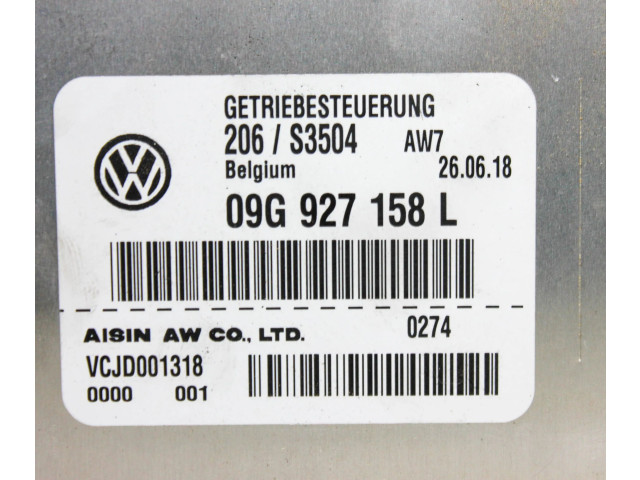 GETRIEBESTEUERUNG
206 / S3504 AW7
Belgium 26.06.18
09G 927 158 L
AISIN AW CO., LTD. 0274
VCJD001318
0000 001